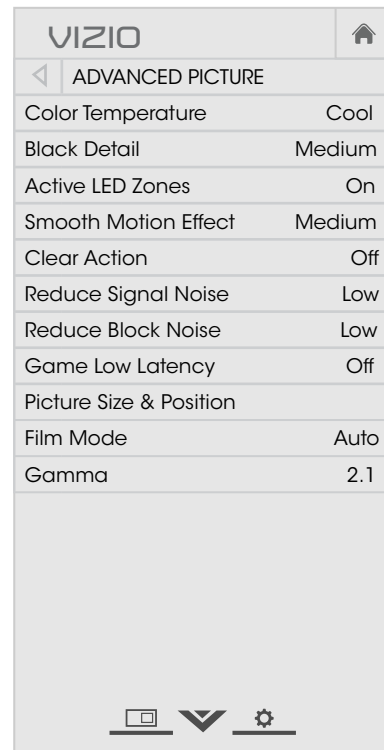 VIZIO
ADVANCED PICTURE
Color Temperature Cool
Black Detail Medium
Active LED Zones On
Smooth Motion Effect Medium
Clear Action Off
Reduce Signal Noise Low
Reduce Block Noise Low
Game Low Latency Off
Picture Size & Position
Film Mode Auto
Gamma 2.1